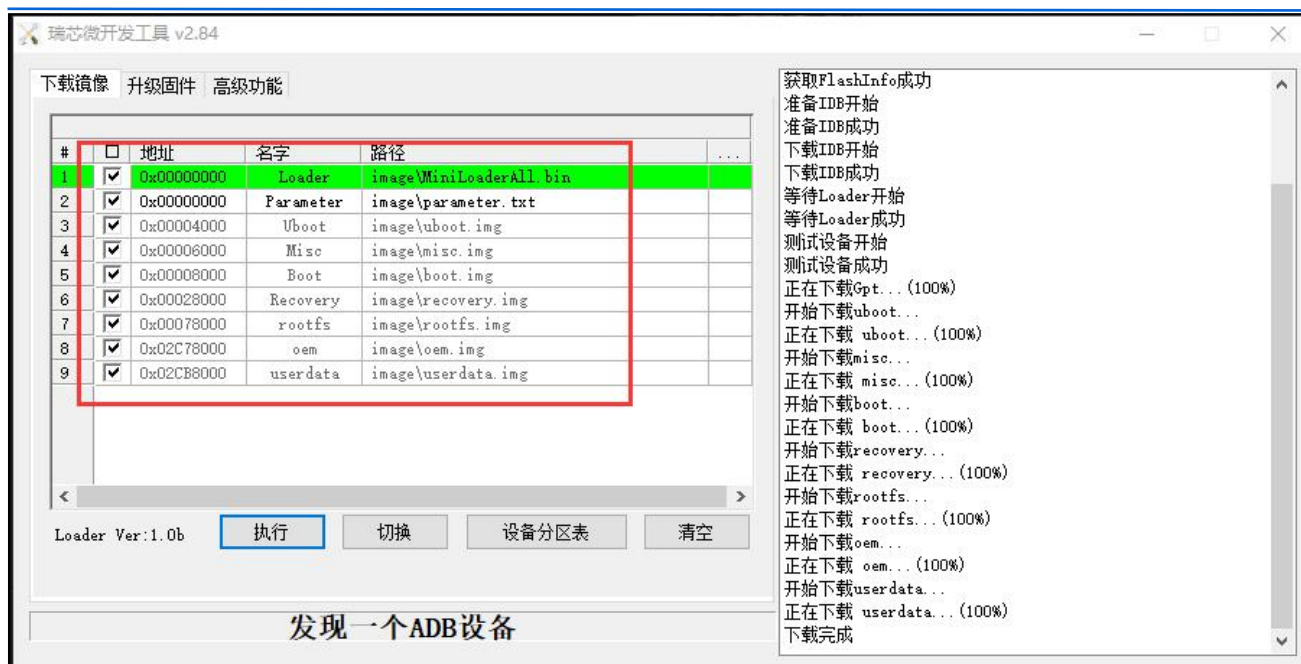 瑞芯微开发工具 v2.84
下载镜像 升级固件 高级功能
# 地址 名字 路径 ...
1 0x00000000 Loader image\MiniLoaderAll.bin
2 0x00000000 Parameter image\parameter.txt
3 0x00004000 Uboot image\uboot.img
4 0x00006000 Misc image\misc.img
5 0x00008000 Boot image\boot.img
6 0x00028000 Recovery image\recovery.img
7 0x00078000 rootfs image\rootfs.img
8 0x02C78000 oem image\oem.img
9 0x02CB8000 userdata image\userdata.img
Loader Ver:1.0b 执行 切换 设备分区表 清空
发现一个ADB设备
获取FlashInfo成功
准备IDB开始
准备IDB成功
下载IDB开始
下载IDB成功
等待Loader开始
等待Loader成功
测试设备开始
测试设备成功
正在下载Gpt...(100%)
开始下载uboot...
正在下载 uboot...(100%)
开始下载misc...
正在下载 misc...(100%)
开始下载boot...
正在下载 boot...(100%)
开始下载recovery...
正在下载 recovery...(100%)
开始下载rootfs...
正在下载 rootfs...(100%)
开始下载oem...
正在下载 oem...(100%)
开始下载userdata...
正在下载 userdata...(100%)
下载完成